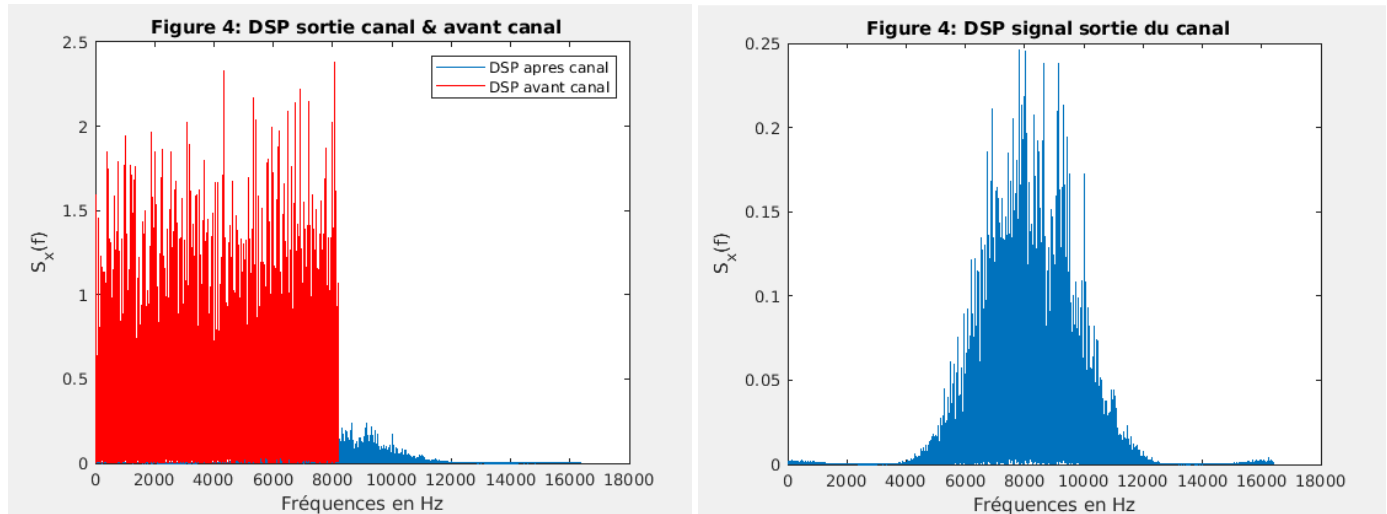 Figure 4: DSP sortie canal & avant canal
2.5
2
1.5
1
0.5
0
S_x(f)
DSP apres canal
DSP avant canal
0 2000 4000 6000 8000 10000 12000 14000 16000 18000
Fréquences en Hz
Figure 4: DSP signal sortie du canal
0.25
0.2
0.15
0.1
0.05
0
S_x(f)
0 2000 4000 6000 8000 10000 12000 14000 16000 18000
Fréquences en Hz